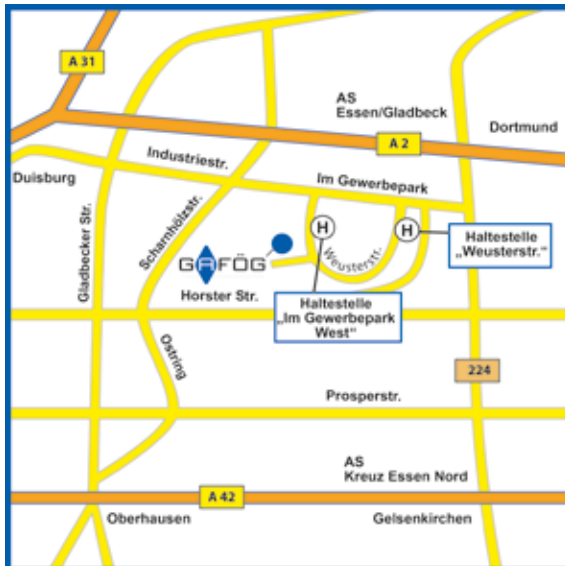 A 31
AS
Essen/Gladbeck
Dortmund
A 2
Industriestr.
Duisburg
Im Gewerbepark
Gladbecker Str.
Scharnhölzstr.
H
H
Haltestelle
„Weusterstr.“
Weusterstr.
GAFÖG
Horster Str.
Haltestelle
„Im Gewerbepark
West“
Ostring
224
Prosperstr.
AS
Kreuz Essen Nord
A 42
Oberhausen
Gelsenkirchen